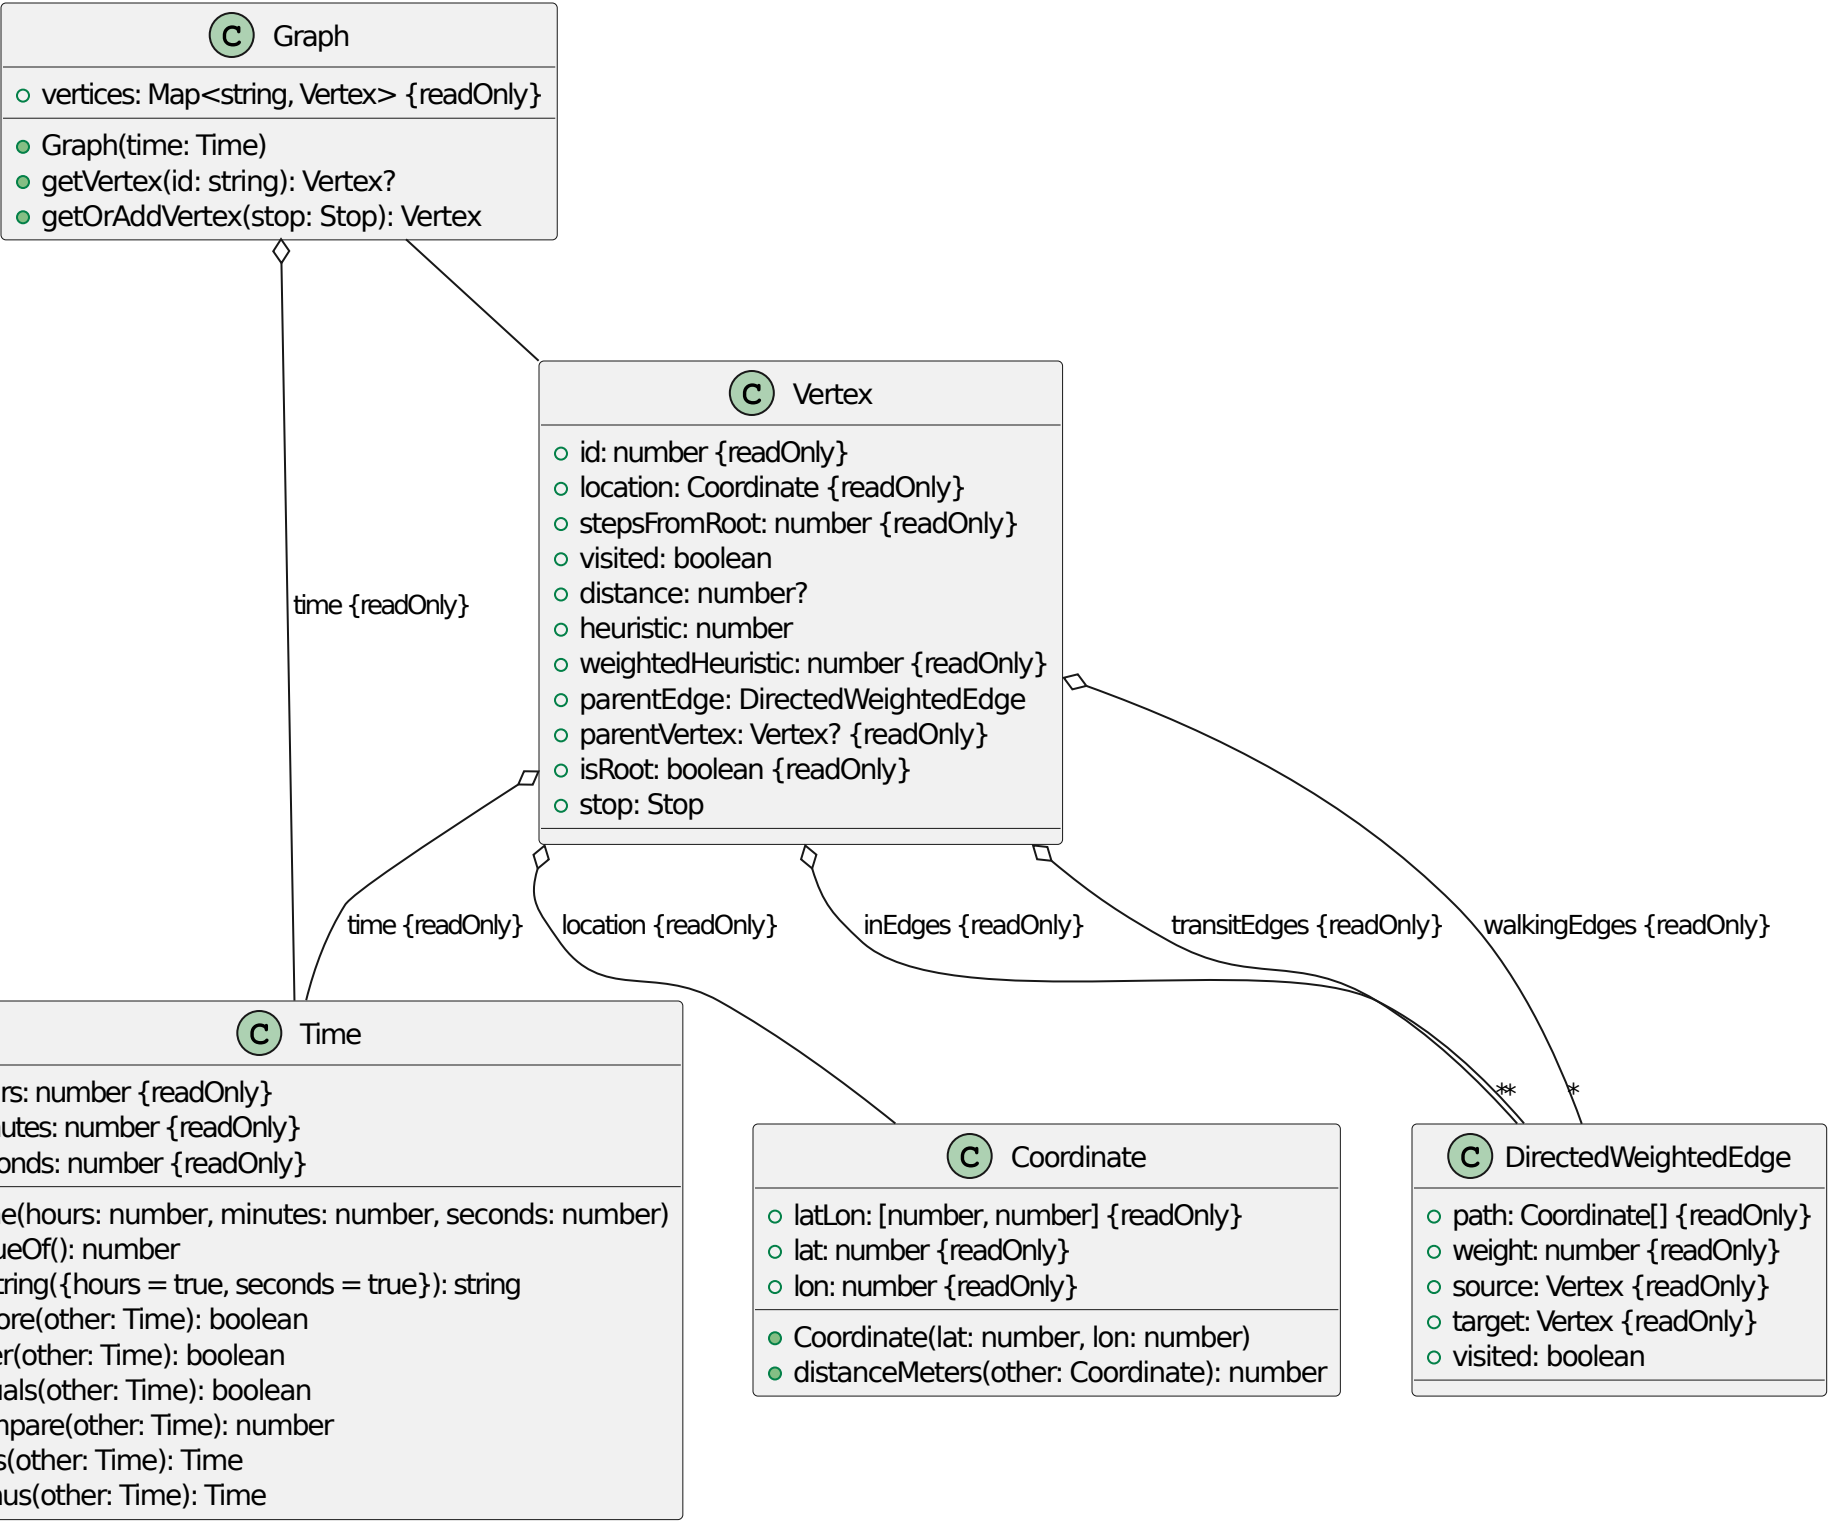 C Graph
vertices: Map<string, Vertex> {readOnly}
Graph(time: Time)
getVertex(id: string): Vertex?
getOrAddVertex(stop: Stop): Vertex
C Vertex
id: number {readOnly}
location: Coordinate {readOnly}
stepsFromRoot: number {readOnly}
visited: boolean
distance: number?
heuristic: number
weightedHeuristic: number {readOnly}
parentEdge: DirectedWeightedEdge
parentVertex: Vertex? {readOnly}
isRoot: boolean {readOnly}
stop: Stop
time {readOnly}
time {readOnly}
location {readOnly}
inEdges {readOnly}
transitEdges {readOnly}
walkingEdges {readOnly}
**
*
C Time
rs: number {readOnly}
utes: number {readOnly}
onds: number {readOnly}
e(hours: number, minutes: number, seconds: number)
ueOf(): number
tring({hours = true, seconds = true}): string
ore(other: Time): boolean
er(other: Time): boolean
uals(other: Time): boolean
mpare(other: Time): number
s(other: Time): Time
nus(other: Time): Time
C Coordinate
latLon: [number, number] {readOnly}
lat: number {readOnly}
lon: number {readOnly}
Coordinate(lat: number, lon: number)
distanceMeters(other: Coordinate): number
C DirectedWeightedEdge
path: Coordinate[] {readOnly}
weight: number {readOnly}
source: Vertex {readOnly}
target: Vertex {readOnly}
visited: boolean